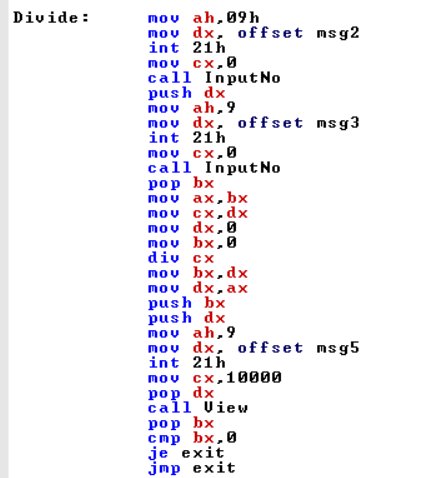 Divide: mov ah,09h
mov dx, offset msg2
int 21h
mov cx,0
call InputNo
push dx
mov ah,9
mov dx, offset msg3
int 21h
mov cx,0
call InputNo
pop bx
mov ax,bx
mov cx,dx
mov dx,0
mov bx,0
div cx
mov bx,dx
mov dx,ax
push bx
push dx
mov ah,9
mov dx, offset msg5
int 21h
mov cx,10000
pop dx
call View
pop bx
cmp bx,0
je exit
jmp exit